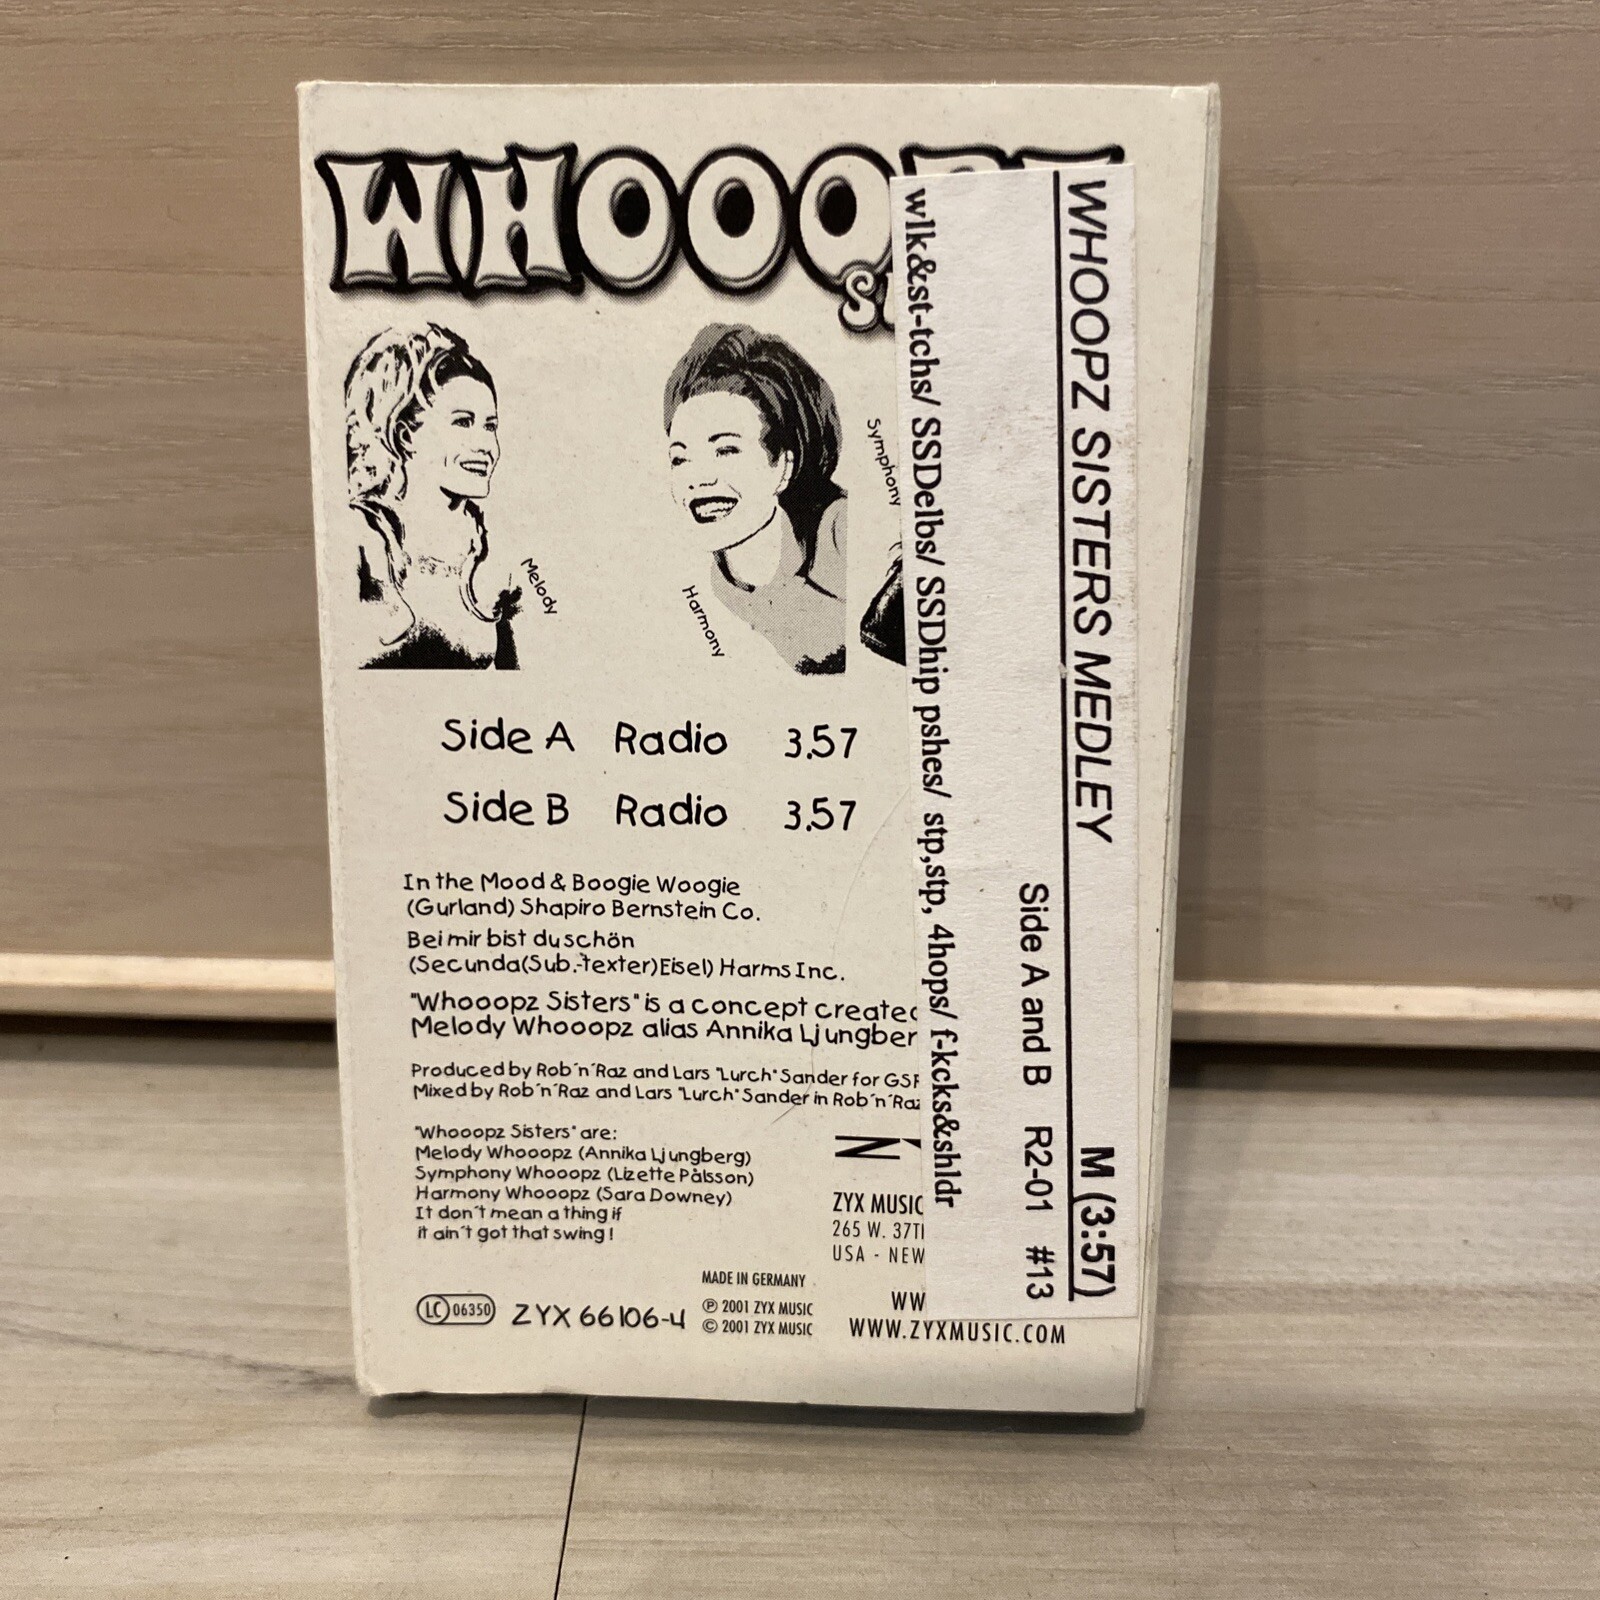 WHOOO
Melody
Harmony
Symphony
Side A Radio 3.57
Side B Radio 3.57
In the Mood & Boogie Woogie
(Gurland) Shapiro Bernstein Co.
Bei mir bist du schön
(Secunda(Sub.-Texter)Eisel) Harms Inc.
"Whooopz Sisters" is a concept created
Melody Whooopz alias Annika Ljungber
Produced by Rob´n´Raz and Lars "Lurch" Sander for
Mixed by Rob´n´Raz and Lars "Lurch" Sander in Rob´n´Raz
"Whooopz Sisters" are:
Melody Whooopz (Annika Ljungberg)
Symphony Whooopz (Lizette Pålsson)
Harmony Whooopz (Sara Downey)
It don´t mean a thing if
it ain´t got that swing!
ZYX MUSIC
265 W. 37T
USA - NEW
MADE IN GERMANY
LC 06350
ZYX 66106-4
℗ 2001 ZYX MUSIC
© 2001 ZYX MUSIC
WW
WWW.ZYXMUSIC.COM
WHOOPZ SISTERS MEDLEY M (3:57)
Side A and B R2-01 #13
wlk&st-tchs/ SSDelbs/ SSDhip pshes/ stp,stp, 4hops/ f-kcks&shldr